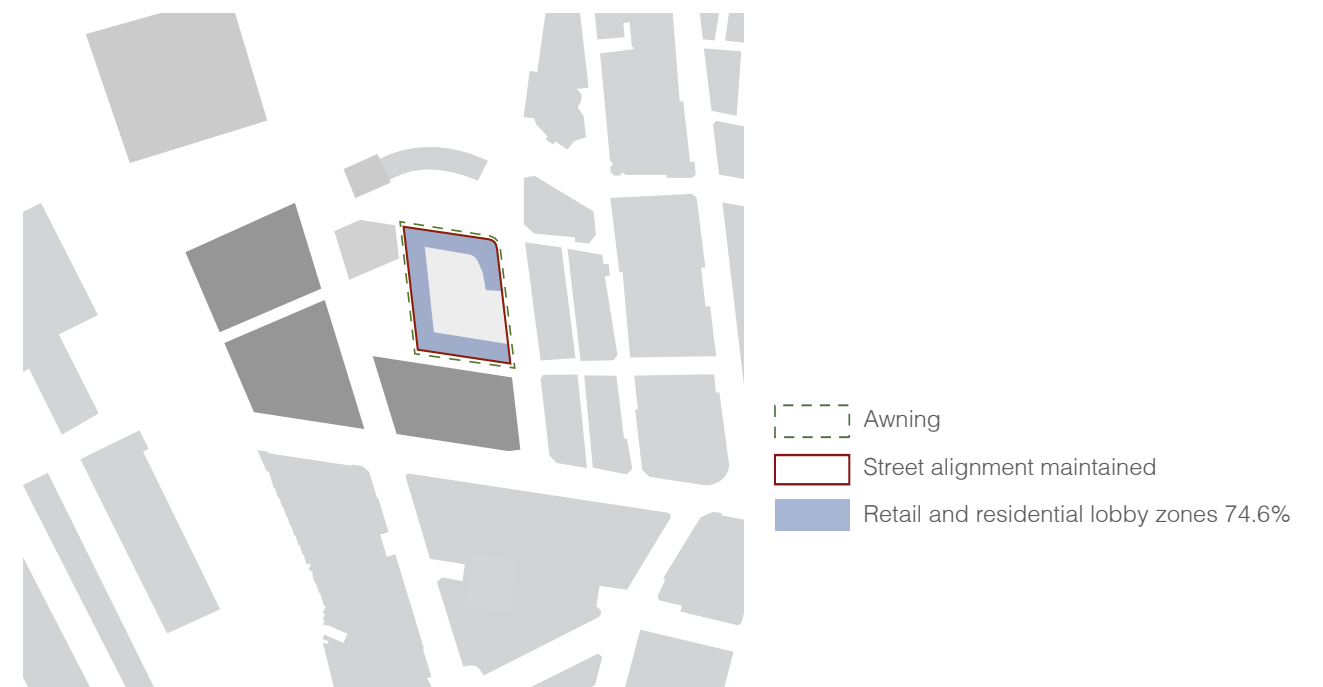 Awning
Street alignment maintained
Retail and residential lobby zones 74.6%